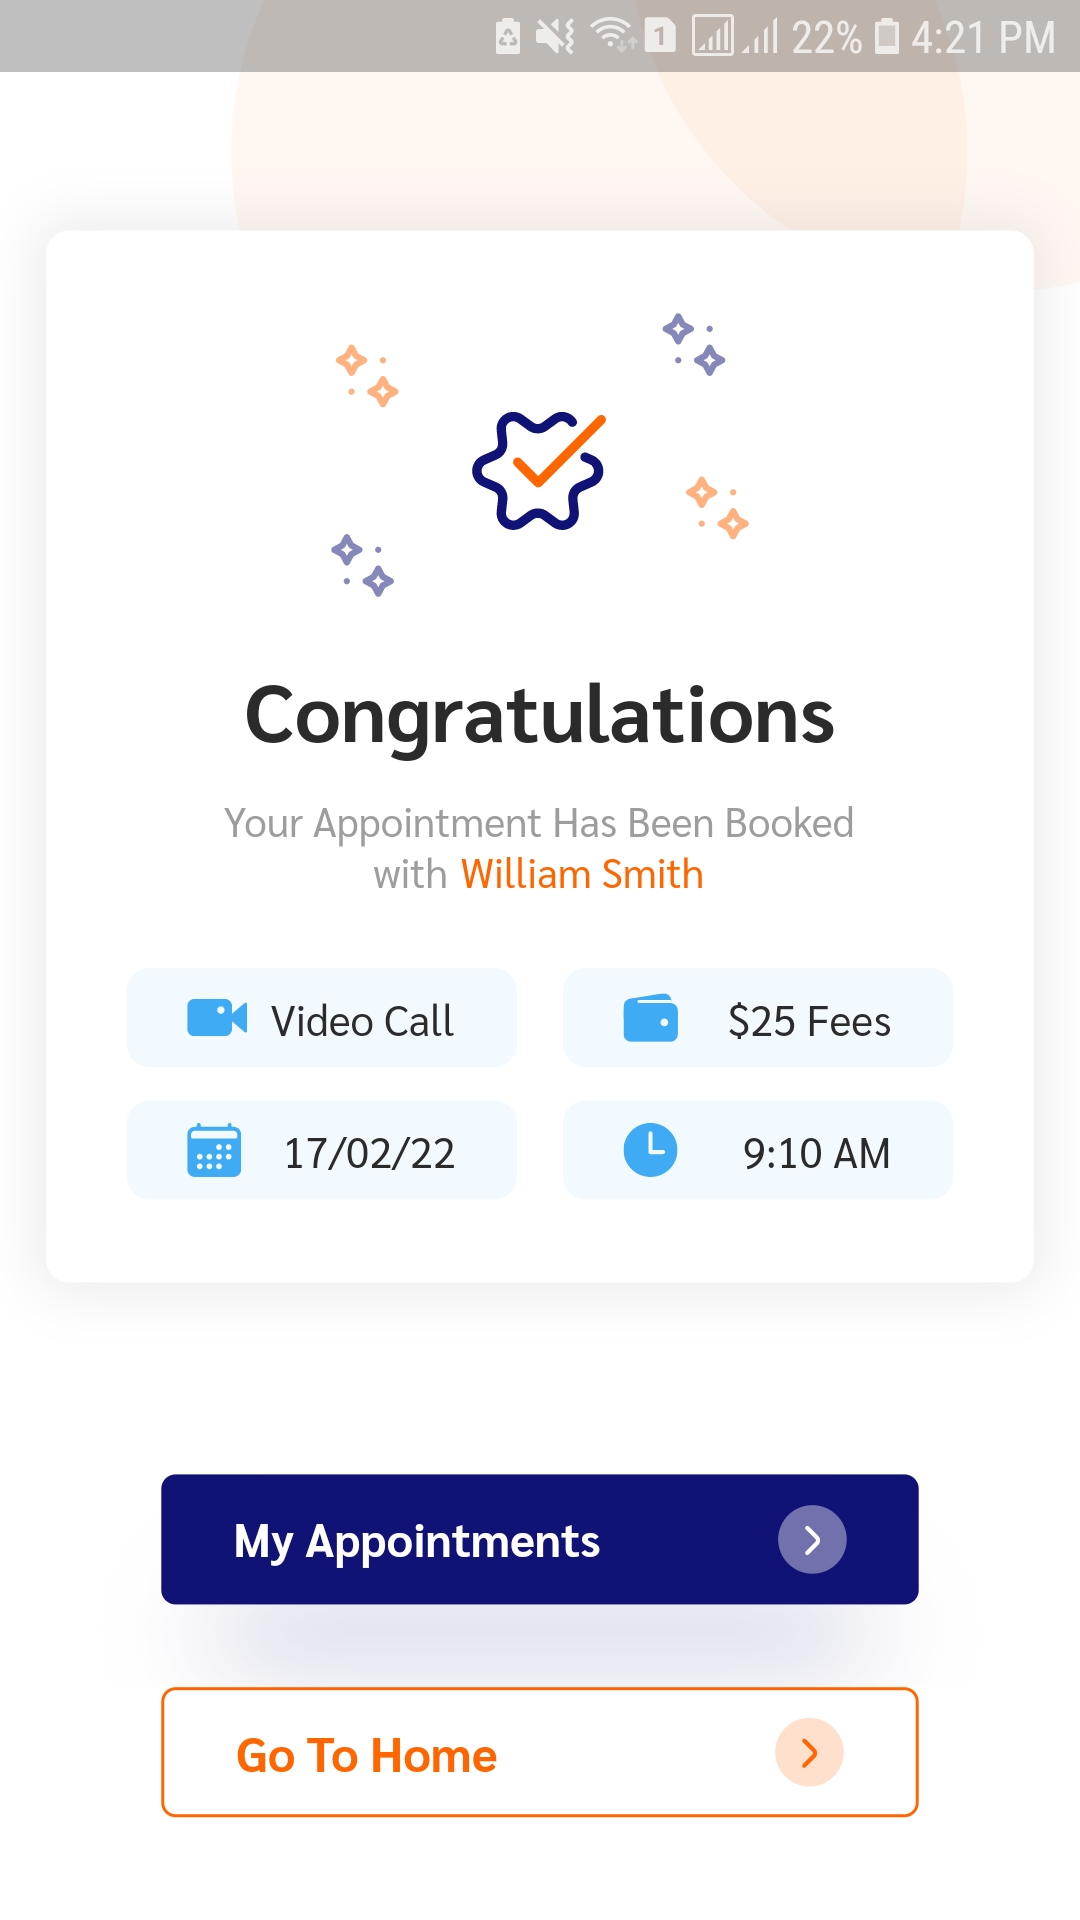 1 22% 4:21 PM
Congratulations
Your Appointment Has Been Booked
with William Smith
Video Call
$25 Fees
17/02/22
9:10 AM
My Appointments
Go To Home